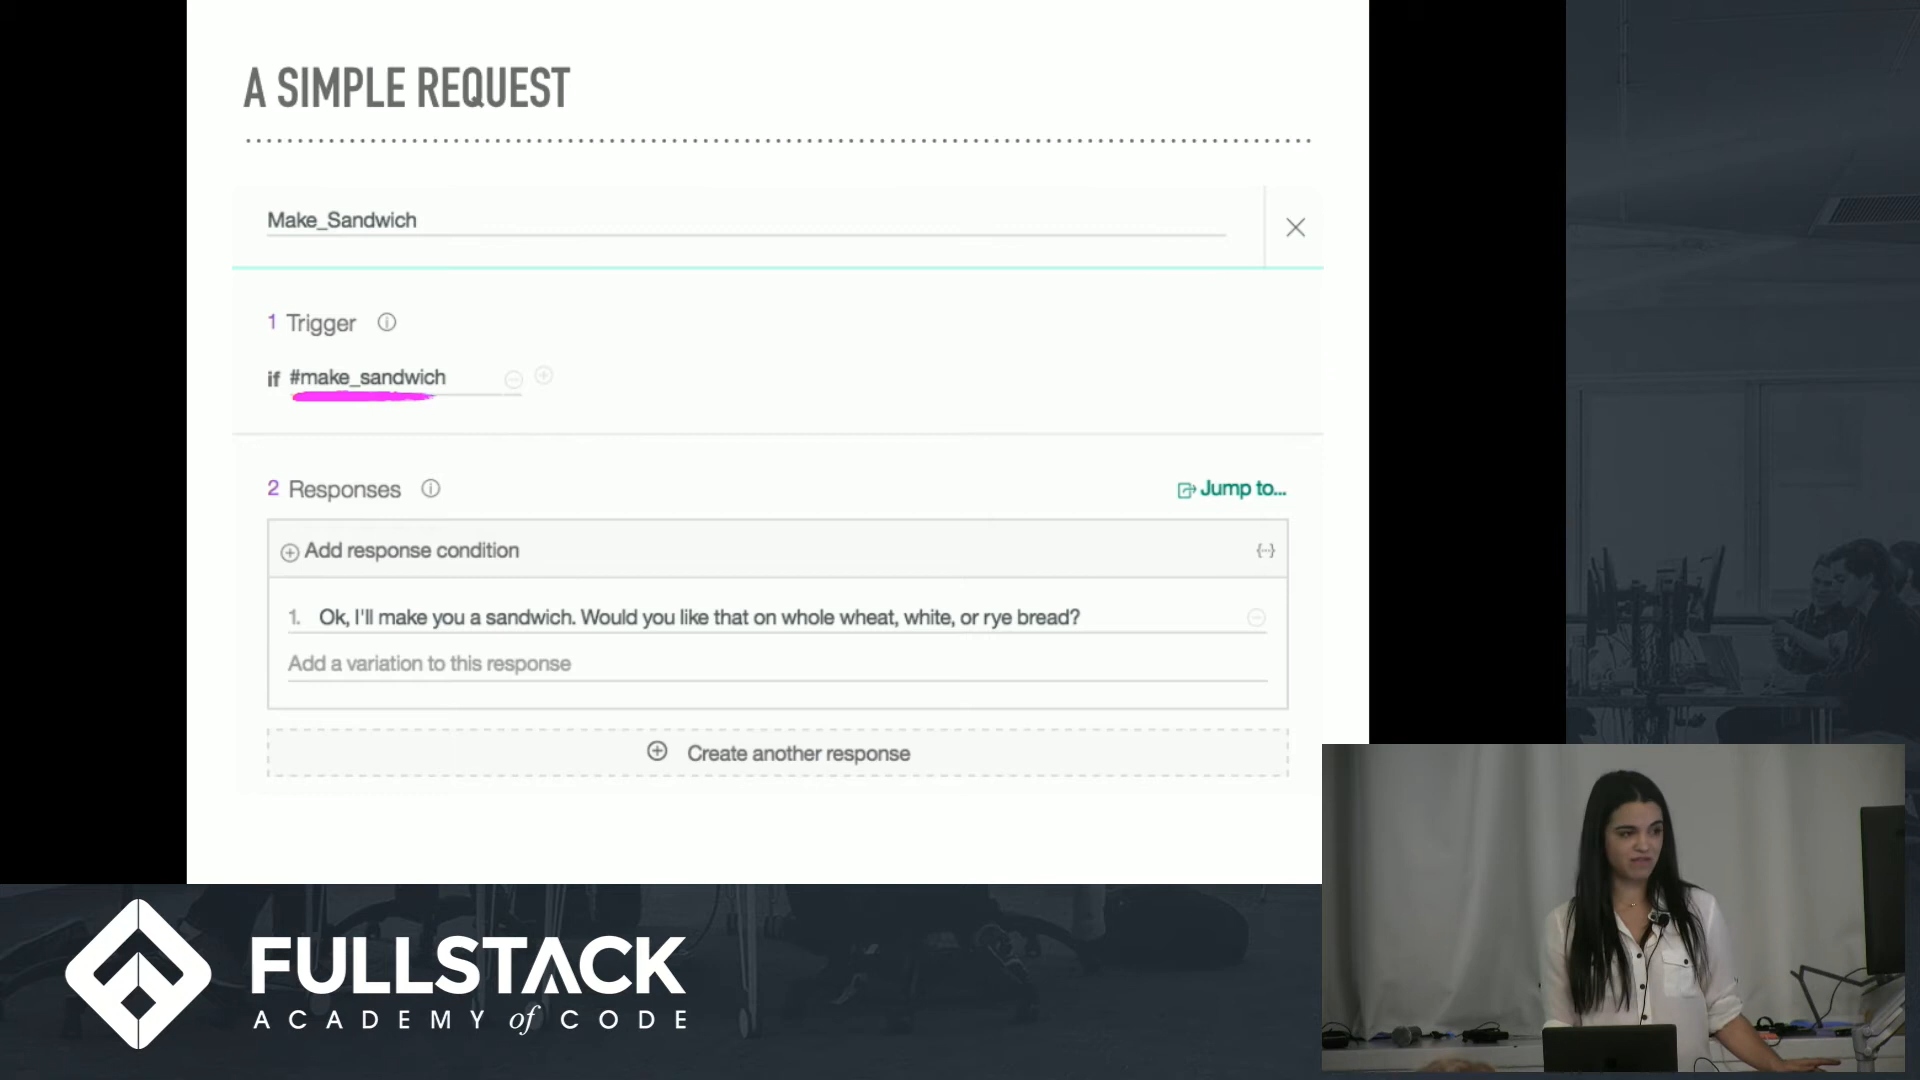 A SIMPLE REQUEST
Make_Sandwich
1 Trigger
if #make_sandwich
2 Responses
Jump to...
Add response condition
1. Ok, I'll make you a sandwich. Would you like that on whole wheat, white, or rye bread?
Add a variation to this response
Create another response
FULLSTACK
ACADEMY of CODE